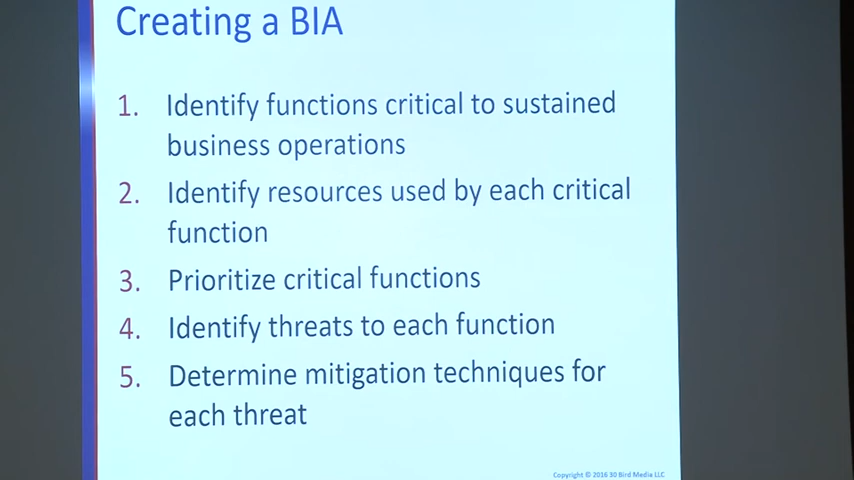 Creating a BIA
1. Identify functions critical to sustained
business operations
2. Identify resources used by each critical
function
3. Prioritize critical functions
4. Identify threats to each function
5. Determine mitigation techniques for
each threat
Copyright © 2016 30 Bird Media LLC